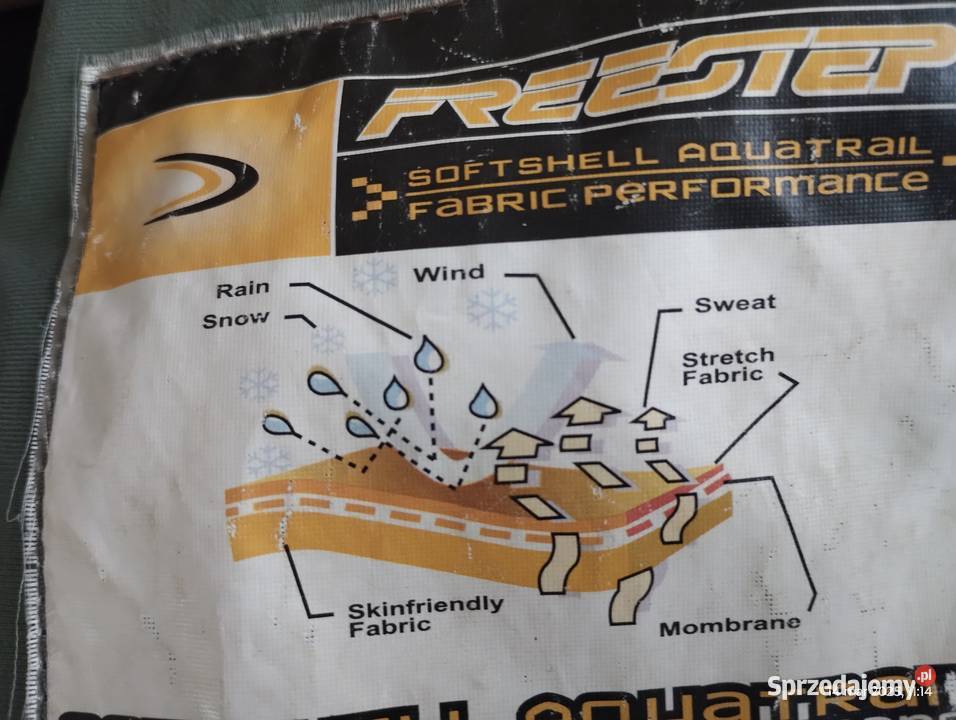 FREESTEP
SOFTSHELL AQUATRAIL
FABRIC PERFORMANCE
Rain
Wind
Snow
Sweat
Stretch
Fabric
Skinfriendly
Fabric
Mombrane
Sprzedajemy.pl